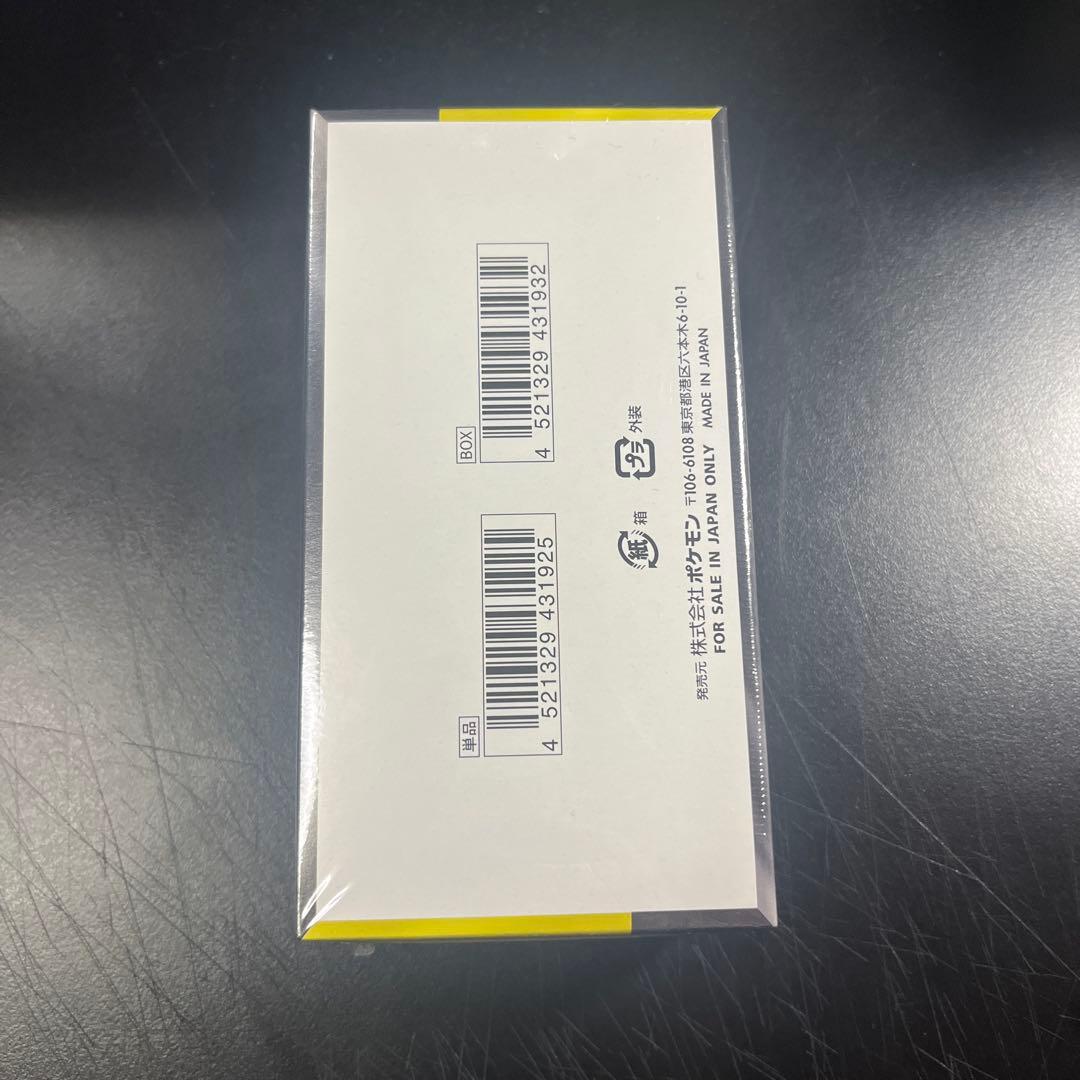 単品
4 521329 431925
BOX
4 521329 431932
紙 箱
プラ 外装
発売元 株式会社ポケモン 〒106-6108 東京都港区六本木6-10-1
FOR SALE IN JAPAN ONLY MADE IN JAPAN